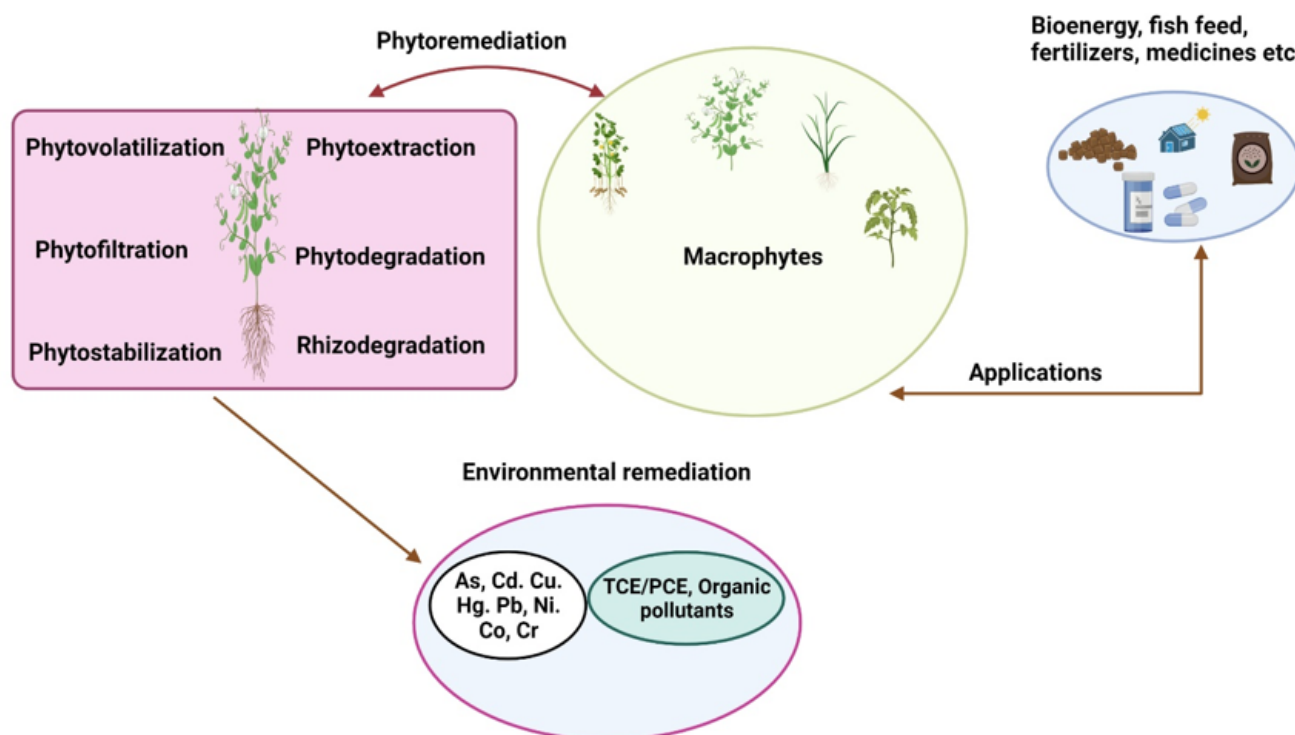 Phytoremediation
Bioenergy, fish feed,
fertilizers, medicines etc
Phytovolatilization
Phytoextraction
Phytofiltration
Phytodegradation
Phytostabilization
Rhizodegradation
Macrophytes
Applications
Environmental remediation
As, Cd. Cu.
Hg. Pb, Ni.
Co, Cr
TCE/PCE, Organic
pollutants